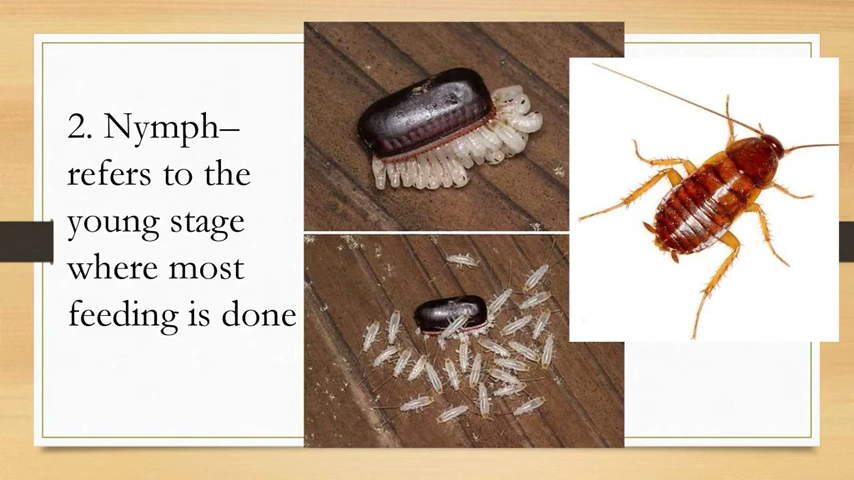 2. Nymph–
refers to the
young stage
where most
feeding is done